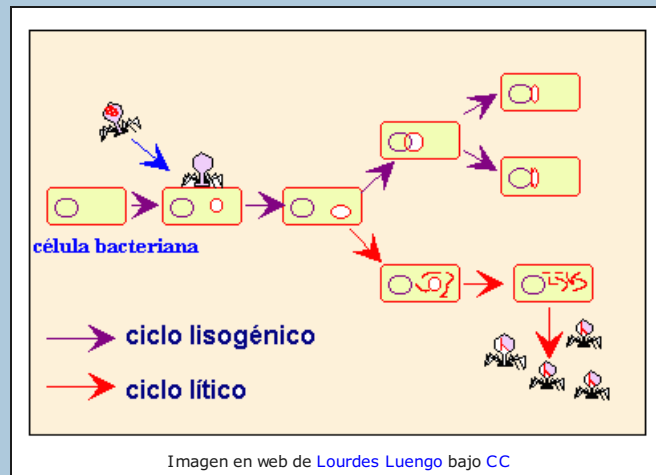 célula bacteriana
ciclo lisogénico
ciclo lítico
Imagen en web de Lourdes Luengo bajo CC